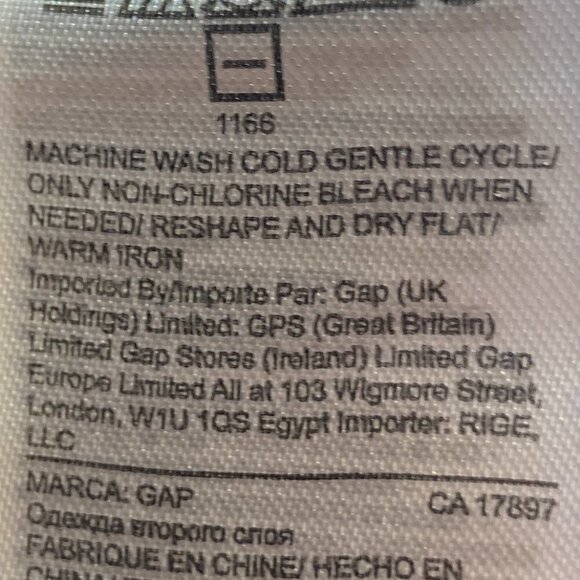 1166
MACHINE WASH COLD GENTLE CYCLE/
ONLY NON-CHLORINE BLEACH WHEN
NEEDED/ RESHAPE AND DRY FLAT/
WARM IRON
Imported By/Importe Par: Gap (UK
Holdings) Limited: GPS (Great Britain)
Limited Gap Stores (Ireland) Limited Gap
Europe Limited All at 103 Wigmore Street,
London, W1U 1QS Egypt Importer: RIGE,
LLC
MARCA: GAP CA 17897
Одежда второго слоя
FABRIQUE EN CHINE/ HECHO EN